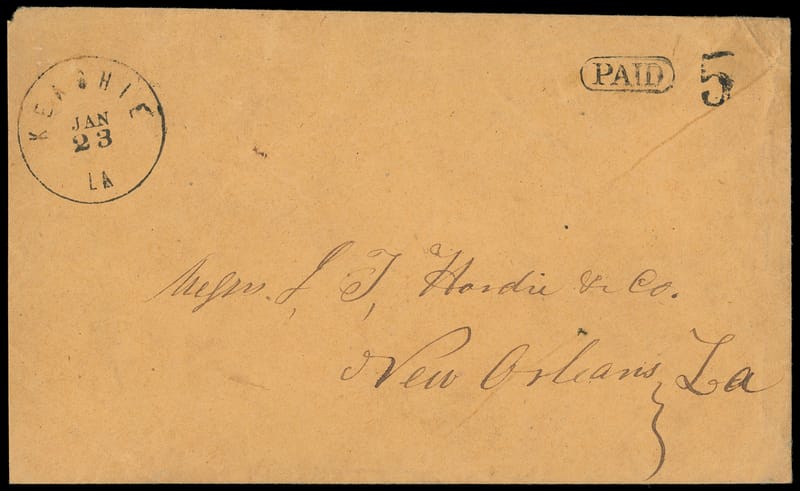 KEACHIE
JAN
23
LA
PAID
5
Messrs. J. T. Hardie & Co.
New Orleans, La